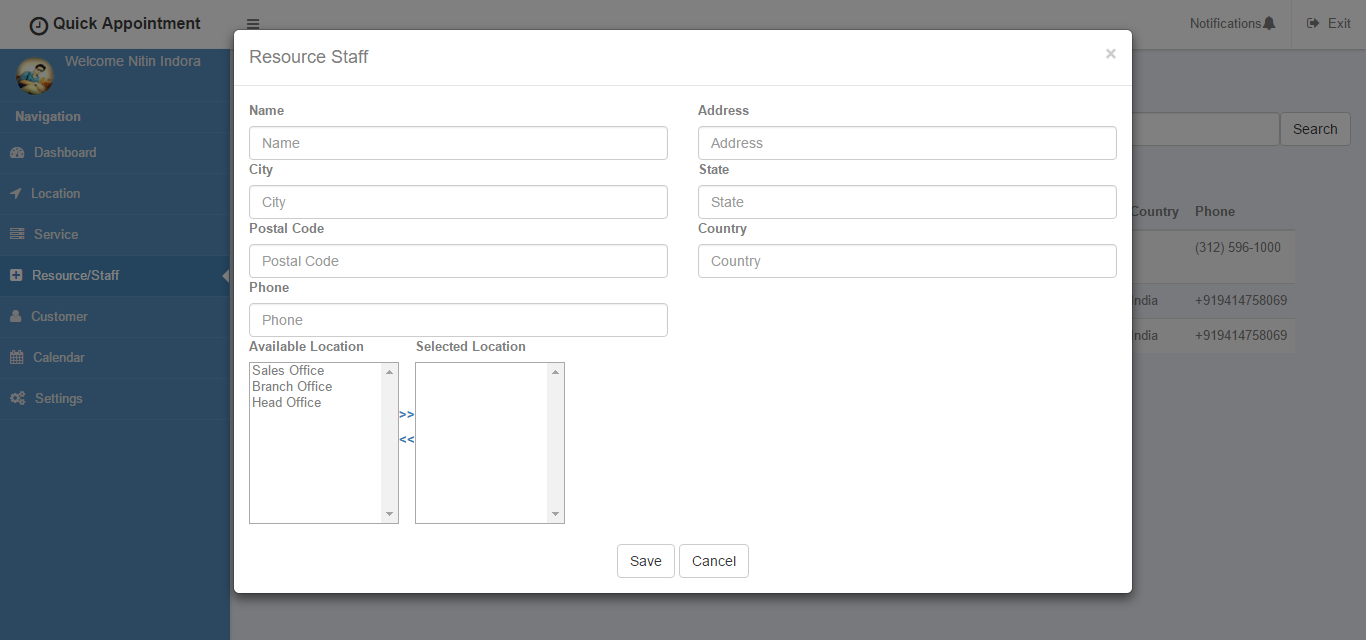 Quick Appointment
Notifications
Exit
Welcome Nitin Indora
Navigation
Dashboard
Location
Service
Resource/Staff
Customer
Calendar
Settings
Resource Staff
×
Name
Address
Name
Address
City
State
City
State
Postal Code
Country
Postal Code
Country
Phone
Phone
Available Location
Selected Location
Sales Office
Branch Office
Head Office
>>
<<
Save
Cancel
Search
Country Phone
(312) 596-1000
India +919414758069
India +919414758069